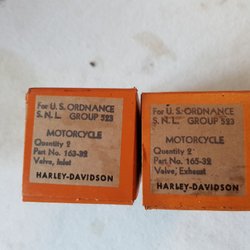 For U.S. ORDNANCE
S. N. L. GROUP 523
MOTORCYCLE
Quantity 2
Part No. 163-32
Valve, Inlet
HARLEY-DAVIDSON
For U.S. ORDNANCE
S. N. L. GROUP 523
MOTORCYCLE
Quantity 2
Part No. 165-32
Valve, Exhaust
HARLEY-DAVIDSON